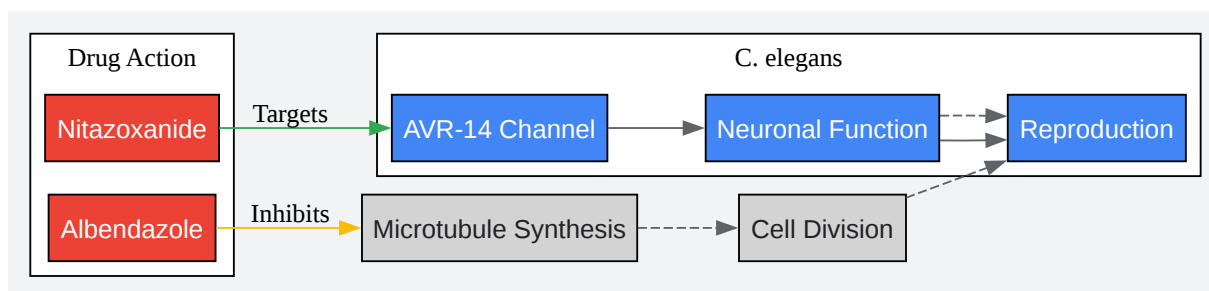 Drug Action
C. elegans
Nitazoxanide
Targets
AVR-14 Channel
Neuronal Function
Reproduction
Albendazole
Inhibits
Microtubule Synthesis
Cell Division